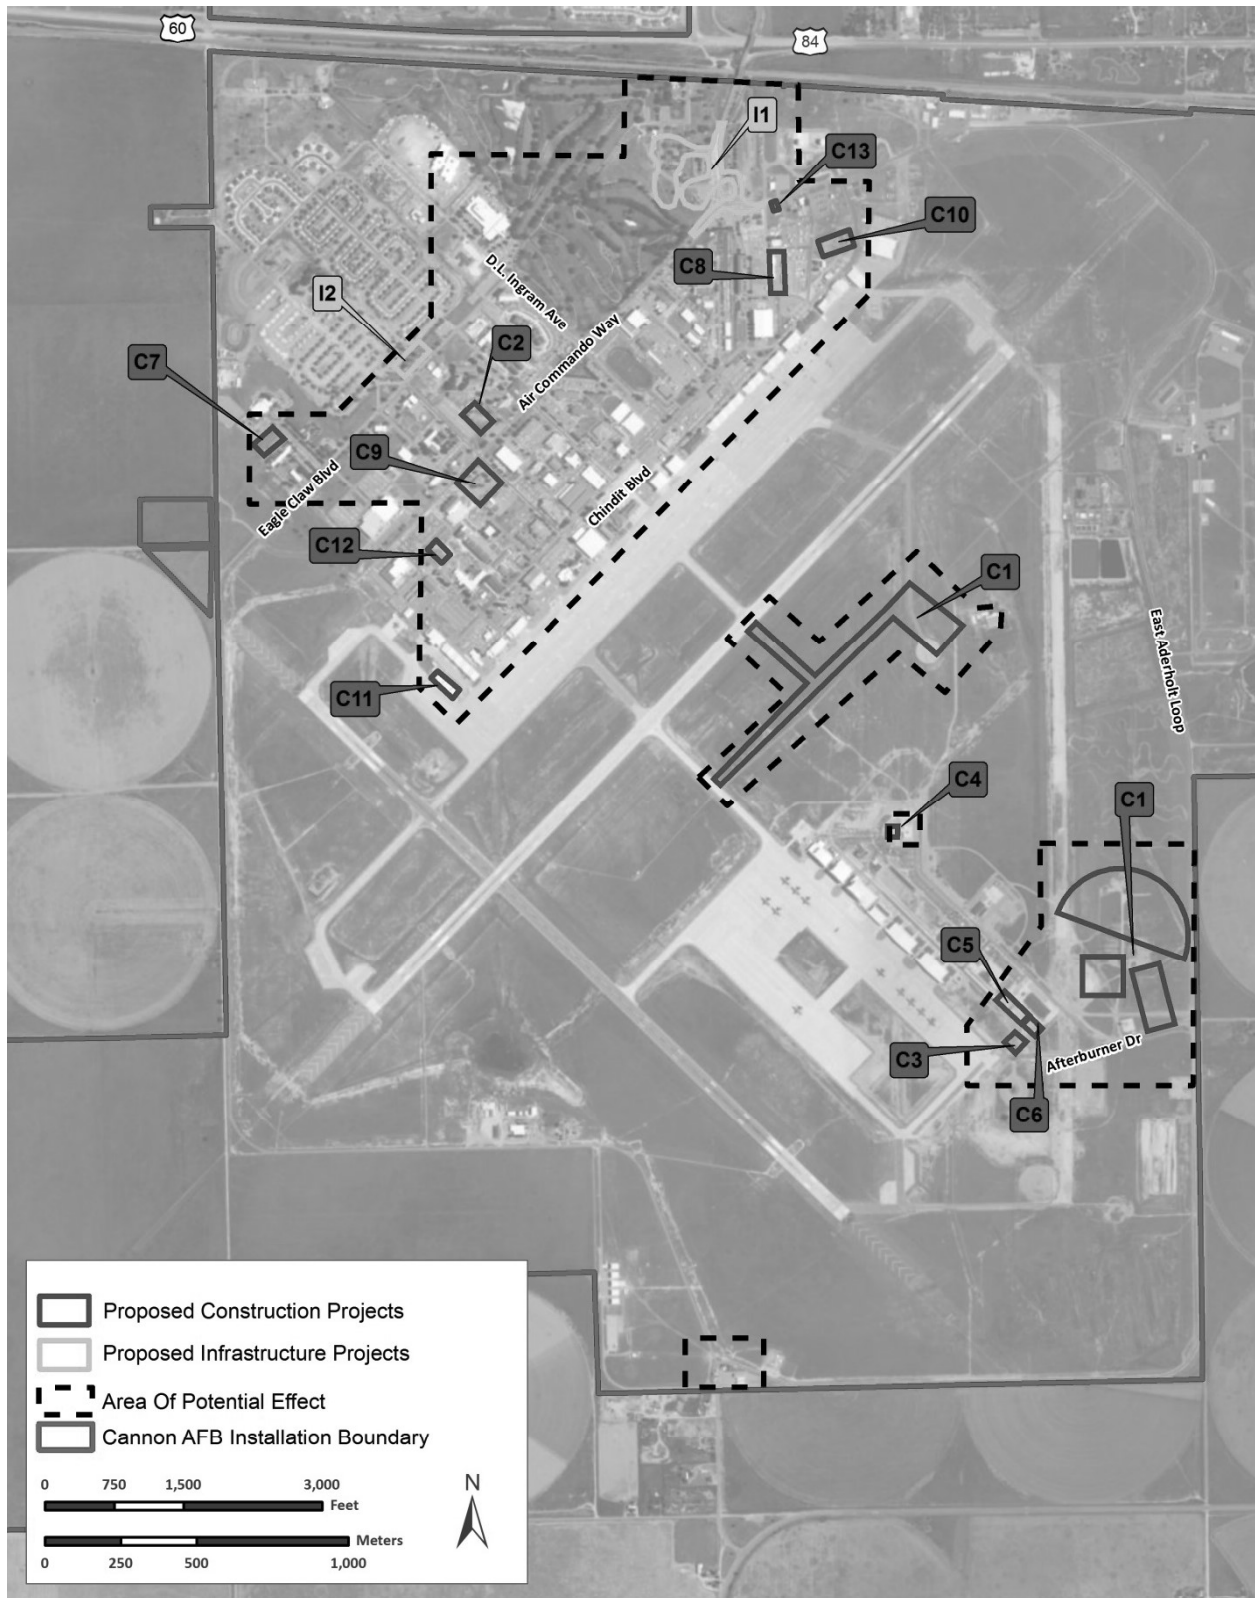 60
84
I1
C13
C10
C8
D.L. Ingram Ave
I2
Air Commando Way
C2
C7
C9
Eagle Claw Blvd
Chindit Blvd
C12
C1
East Aderholt Loop
C11
C4
C1
C5
C3
Afterburner Dr
C6
Proposed Construction Projects
Proposed Infrastructure Projects
Area Of Potential Effect
Cannon AFB Installation Boundary
0 750 1,500 3,000
Feet
N
Meters
0 250 500 1,000